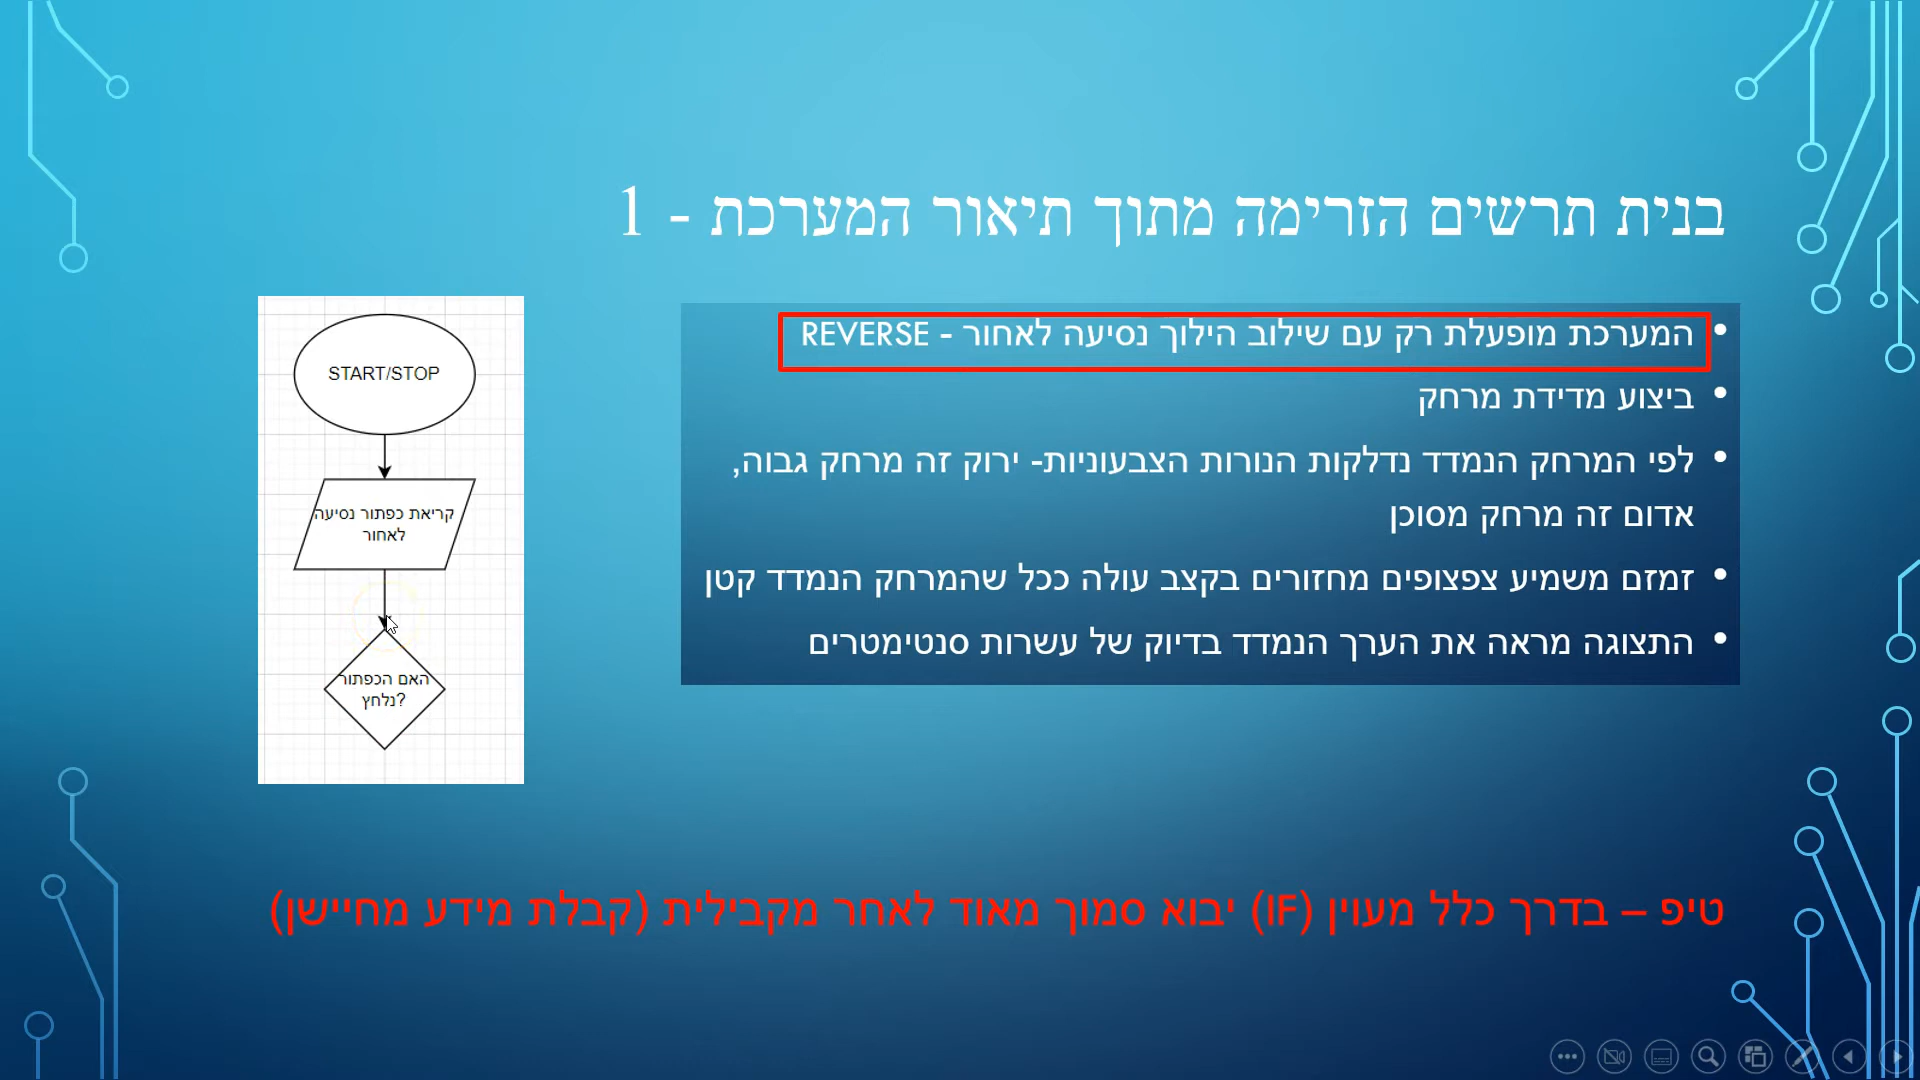 בנית תרשים הזרימה מתוך תיאור המערכת - 1
המערכת מופעלת רק עם שילוב הילוך נסיעה לאחור - REVERSE
ביצוע מדידת מרחק
לפי המרחק הנמדד נדלקות הנורות הצבעוניות- ירוק זה מרחק גבוה,
אדום זה מרחק מסוכן
זמזם משמיע צפצופים מחזורים בקצב עולה ככל שהמרחק הנמדד קטן
התצוגה מראה את הערך הנמדד בדיוק של עשרות סנטימטרים
START/STOP
קריאת כפתור נסיעה
לאחור
האם הכפתור
נלחץ?
טיפ – בדרך כלל מעוין (IF) יבוא סמוך מאוד לאחר מקבילית (קבלת מידע מחיישן)